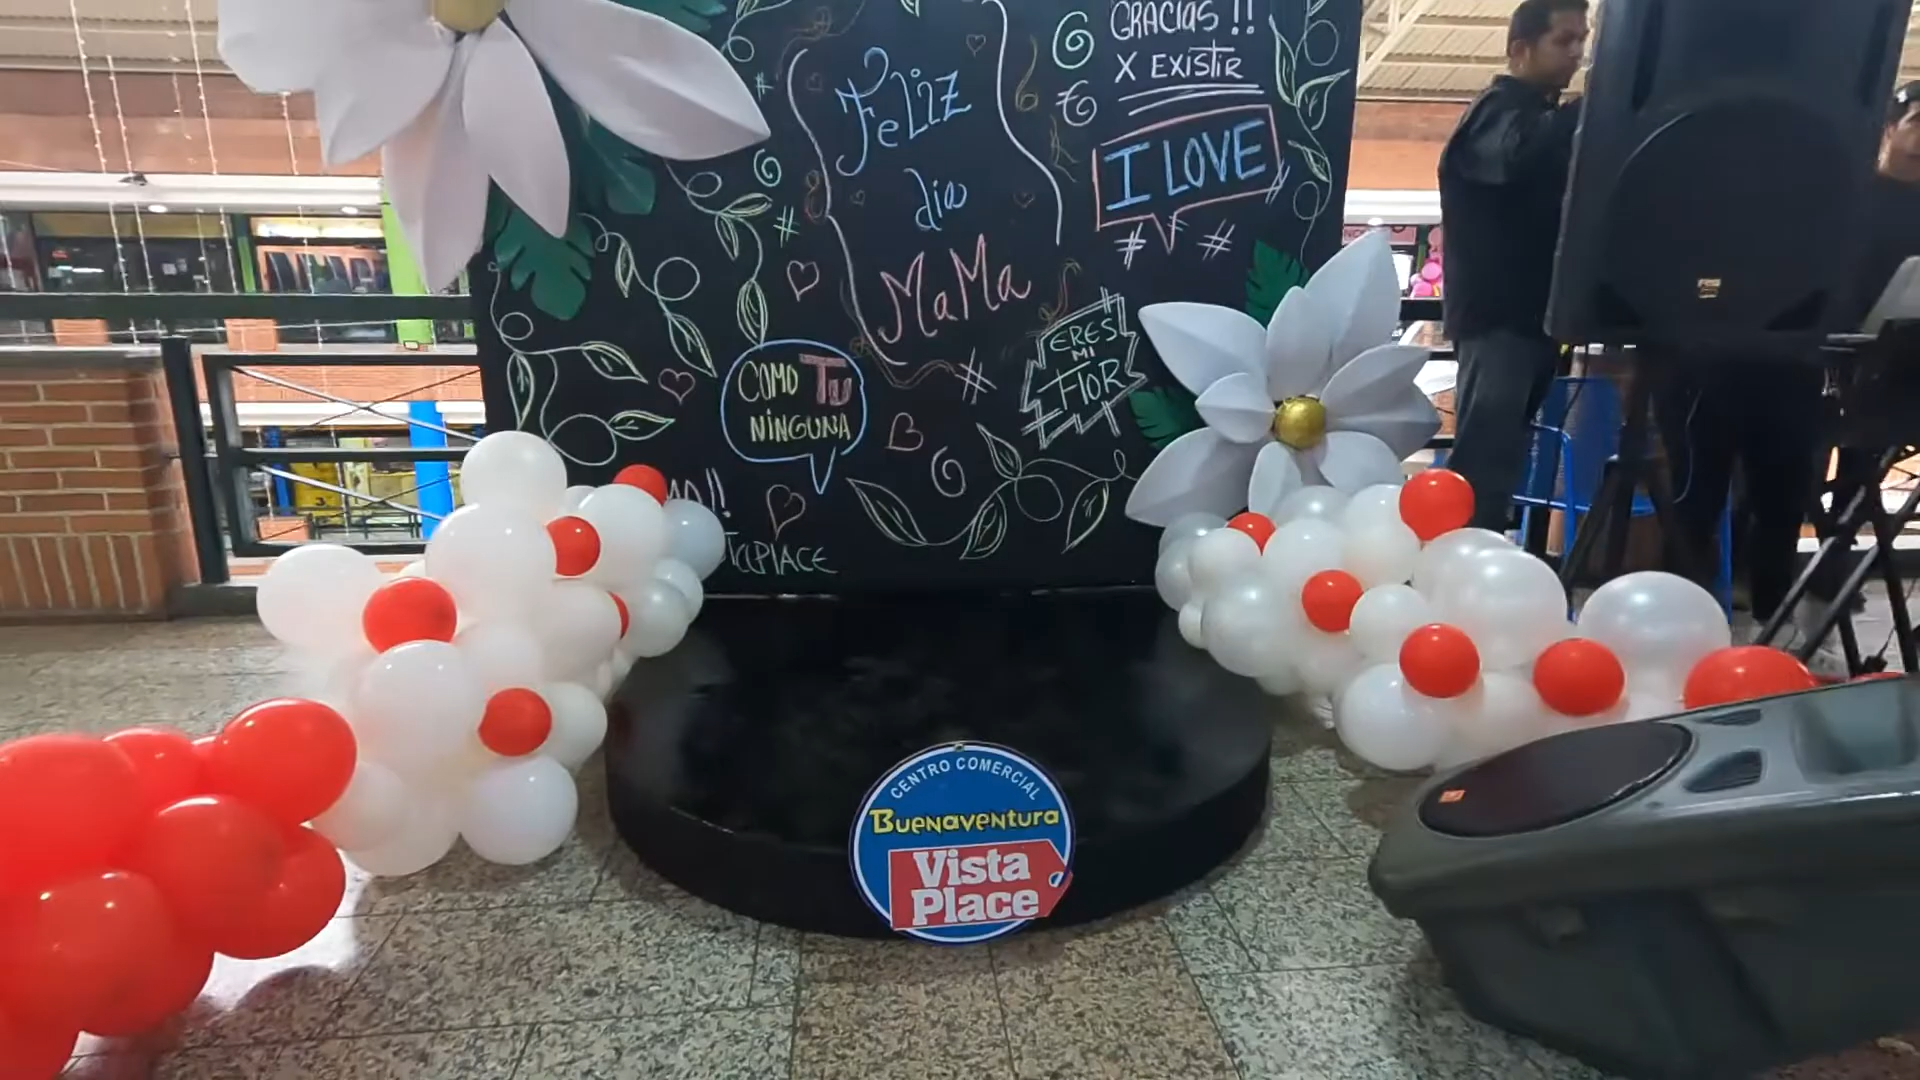 Feliz
dia
MaMa
GRACIAS !!
X EXISTIR
I LOVE
# # #
#
ERES
MI
FlOR
#
COMO TU
NINGUNA
CENTRO COMERCIAL
Buenaventura
Vista
Place